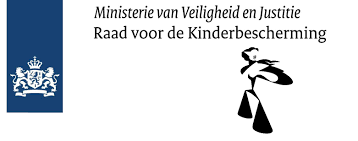 Ministerie van Veiligheid en Justitie
Raad voor de Kinderbescherming